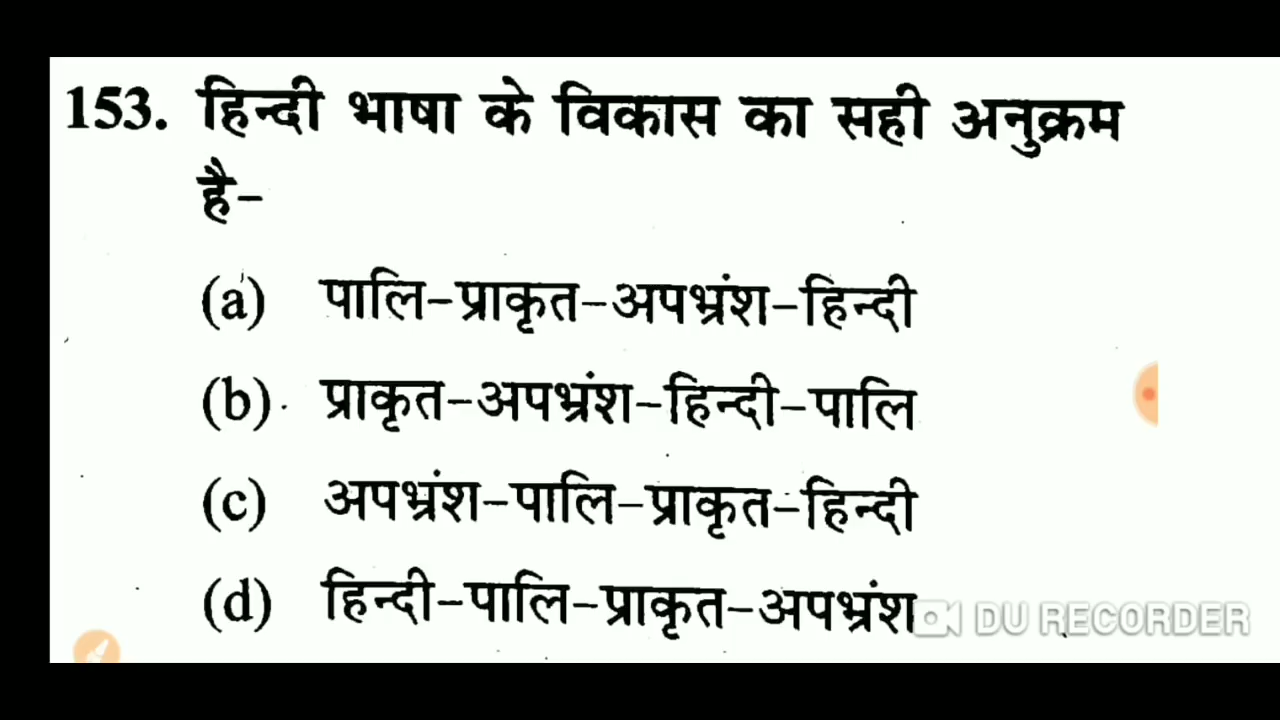 153. हिन्दी भाषा के विकास का सही अनुक्रम
है-
(a) पालि-प्राकृत-अपभ्रंश-हिन्दी
(b) प्राकृत-अपभ्रंश-हिन्दी-पालि
(c) अपभ्रंश-पालि-प्राकृत-हिन्दी
(d) हिन्दी-पालि-प्राकृत-अपभ्रंश
DU RECORDER